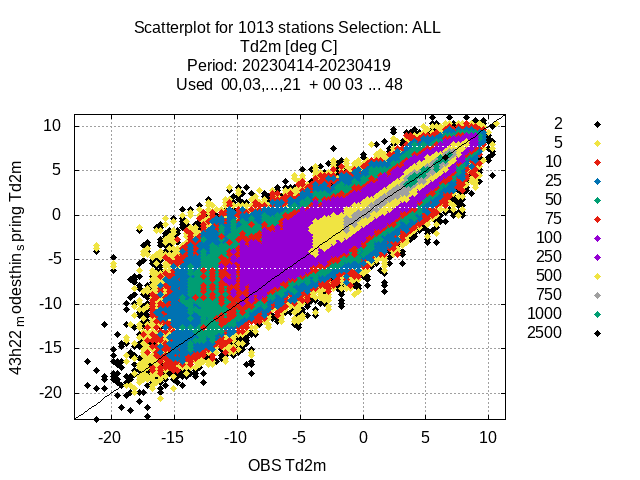 Scatterplot for 1013 stations Selection: ALL
Td2m [deg C]
Period: 20230414-20230419
Used 00,03,...,21 + 00 03 ... 48
10
5
0
-5
-10
-15
-20
43h22 m odesthin s pring Td2m
-20 -15 -10 -5 0 5 10
OBS Td2m
2
5
10
25
50
75
100
250
500
750
1000
2500